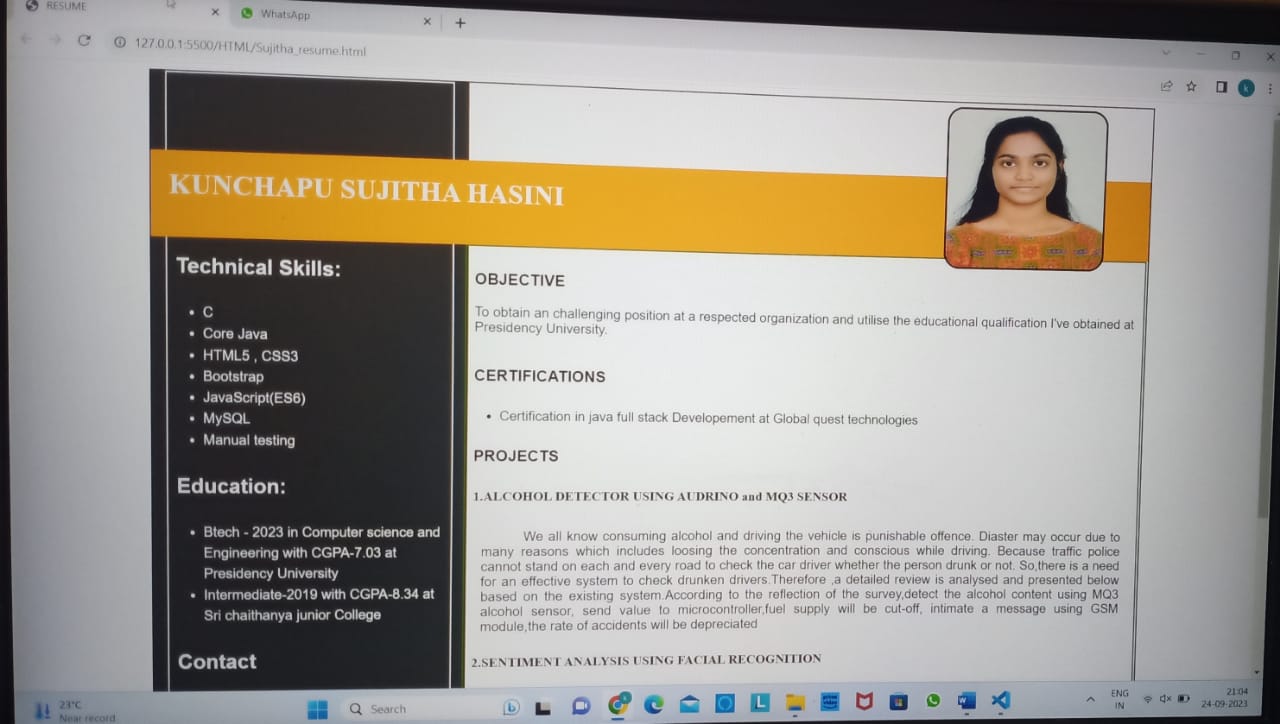 RESUME
WhatsApp
127.0.0.1:5500/HTML/Sujitha_resume.html
k
KUNCHAPU SUJITHA HASINI
Technical Skills:
• C
• Core Java
• HTML5 , CSS3
• Bootstrap
• JavaScript(ES6)
• MySQL
• Manual testing
Education:
• Btech - 2023 in Computer science and
Engineering with CGPA-7.03 at
Presidency University
• Intermediate-2019 with CGPA-8.34 at
Sri chaithanya junior College
Contact
OBJECTIVE
To obtain an challenging position at a respected organization and utilise the educational qualification I've obtained at
Presidency University.
CERTIFICATIONS
• Certification in java full stack Developement at Global quest technologies
PROJECTS
1.ALCOHOL DETECTOR USING AUDRINO and MQ3 SENSOR
We all know consuming alcohol and driving the vehicle is punishable offence. Diaster may occur due to
many reasons which includes loosing the concentration and conscious while driving. Because traffic police
cannot stand on each and every road to check the car driver whether the person drunk or not. So,there is a need
for an effective system to check drunken drivers.Therefore ,a detailed review is analysed and presented below
based on the existing system.According to the reflection of the survey,detect the alcohol content using MQ3
alcohol sensor, send value to microcontroller,fuel supply will be cut-off, intimate a message using GSM
module,the rate of accidents will be depreciated
2.SENTIMENT ANALYSIS USING FACIAL RECOGNITION
23°C
Near record
Search
L
prime video
W
ENG
IN
21:04
24-09-2023